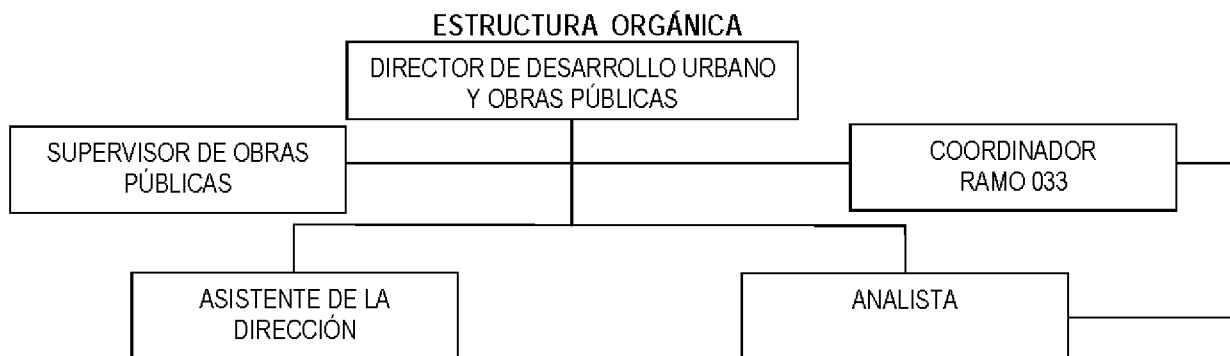 ESTRUCTURA ORGÁNICA
DIRECTOR DE DESARROLLO URBANO
Y OBRAS PÚBLICAS
SUPERVISOR DE OBRAS
PÚBLICAS
COORDINADOR
RAMO 033
ASISTENTE DE LA
DIRECCIÓN
ANALISTA